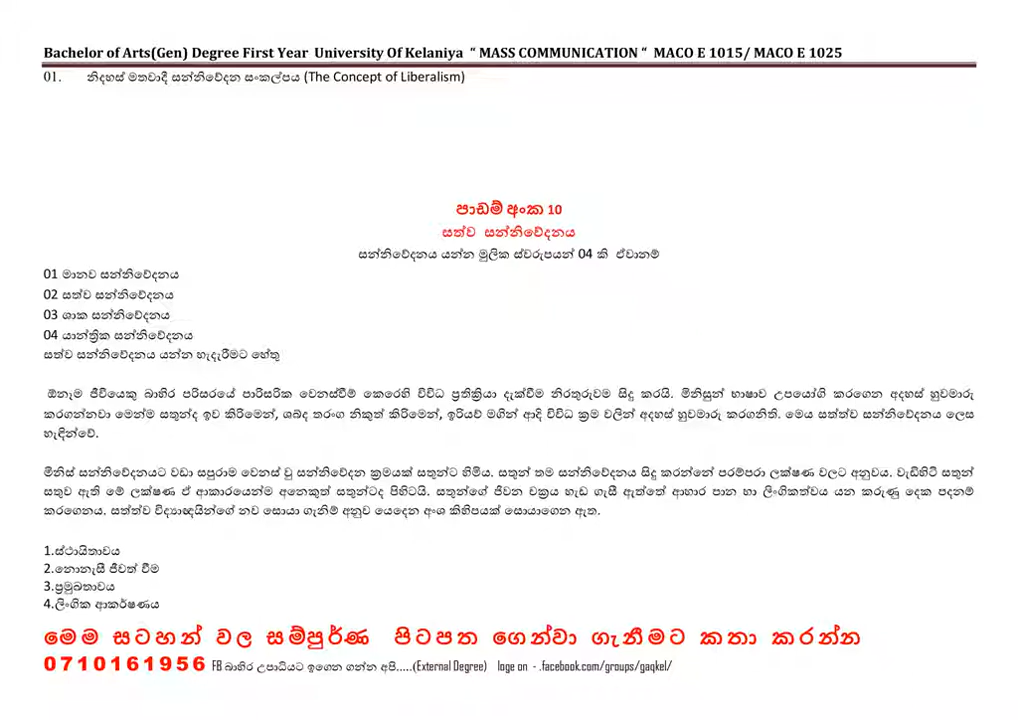 Bachelor of Arts(Gen) Degree First Year University Of Kelaniya “ MASS COMMUNICATION “ MACO E 1015/ MACO E 1025
01. නිදහස් මතවාදී සන්නිවේදන සංකල්පය (The Concept of Liberalism)
පාඩම් අංක 10
සත්ව සන්නිවේදනය
සන්නිවේදනය යන්න මූලික ස්වරූපයන් 04 කි ඒවානම්
01 මානව සන්නිවේදනය
02 සත්ව සන්නිවේදනය
03 ශාක සන්නිවේදනය
04 යාන්ත්‍රික සන්නිවේදනය
සත්ව සන්නිවේදනය යන්න හැදෑරීමට හේතු
ඕනෑම ජීවියෙකු බාහිර පරිසරයේ පාරිසරික වෙනස්වීම් කෙරෙහි විවිධ ප්‍රතික්‍රියා දැක්වීම නිරතුරුවම සිදු කරයි. මිනිසුන් භාෂාව උපයෝගි කරගෙන අදහස් හුවමාරු
කරගන්නවා මෙන්ම සතුන්ද ඉව කිරීමෙන්, ශබ්ද තරංග නිකුත් කිරීමෙන්, ඉරියව් මගින් ආදි විවිධ ක්‍රම වලින් අදහස් හුවමාරු කරගනිති. මෙය සත්ත්ව සන්නිවේදනය ලෙස
හැඳින්වේ.
මිනිස් සන්නිවේදනයට වඩා සපුරාම වෙනස් වු සන්නිවේදන ක්‍රමයක් සතුන්ට හිමිය. සතුන් තම සන්නිවේදනය සිදු කරන්නේ පරම්පරා ලක්ෂණ වලට අනුවය. වැඩිහිටි සතුන්
සතුව ඇති මේ ලක්ෂණ ඒ ආකාරයෙන්ම අනෙකුත් සතුන්ටද පිහිටයි. සතුන්ගේ ජිවන චක්‍රය හැඩ ගැසී ඇත්තේ ආහාර පාන හා ලිංගිකත්වය යන කරුණු දෙක පදනම්
කරගෙනය. සත්ත්ව විද්‍යාඥයින්ගේ නව සොයා ගැනිම් අනුව යෙදෙන අංශ කිහිපයක් සොයාගෙන ඇත.
1.ස්ථායිතාවය
2.නොනැසී ජීවත් වීම
3.ප්‍රමුඛතාවය
4.ලිංගික ආකර්ෂණය
මෙම සටහන් වල සම්පුර්ණ පිටපත ගෙන්වා ගැනීමට කතා කරන්න
0710161956 FB බාහිර උපාධියට ඉගෙන ගන්න අපි.....(External Degree) loge on - .facebook.com/groups/gaqkel/